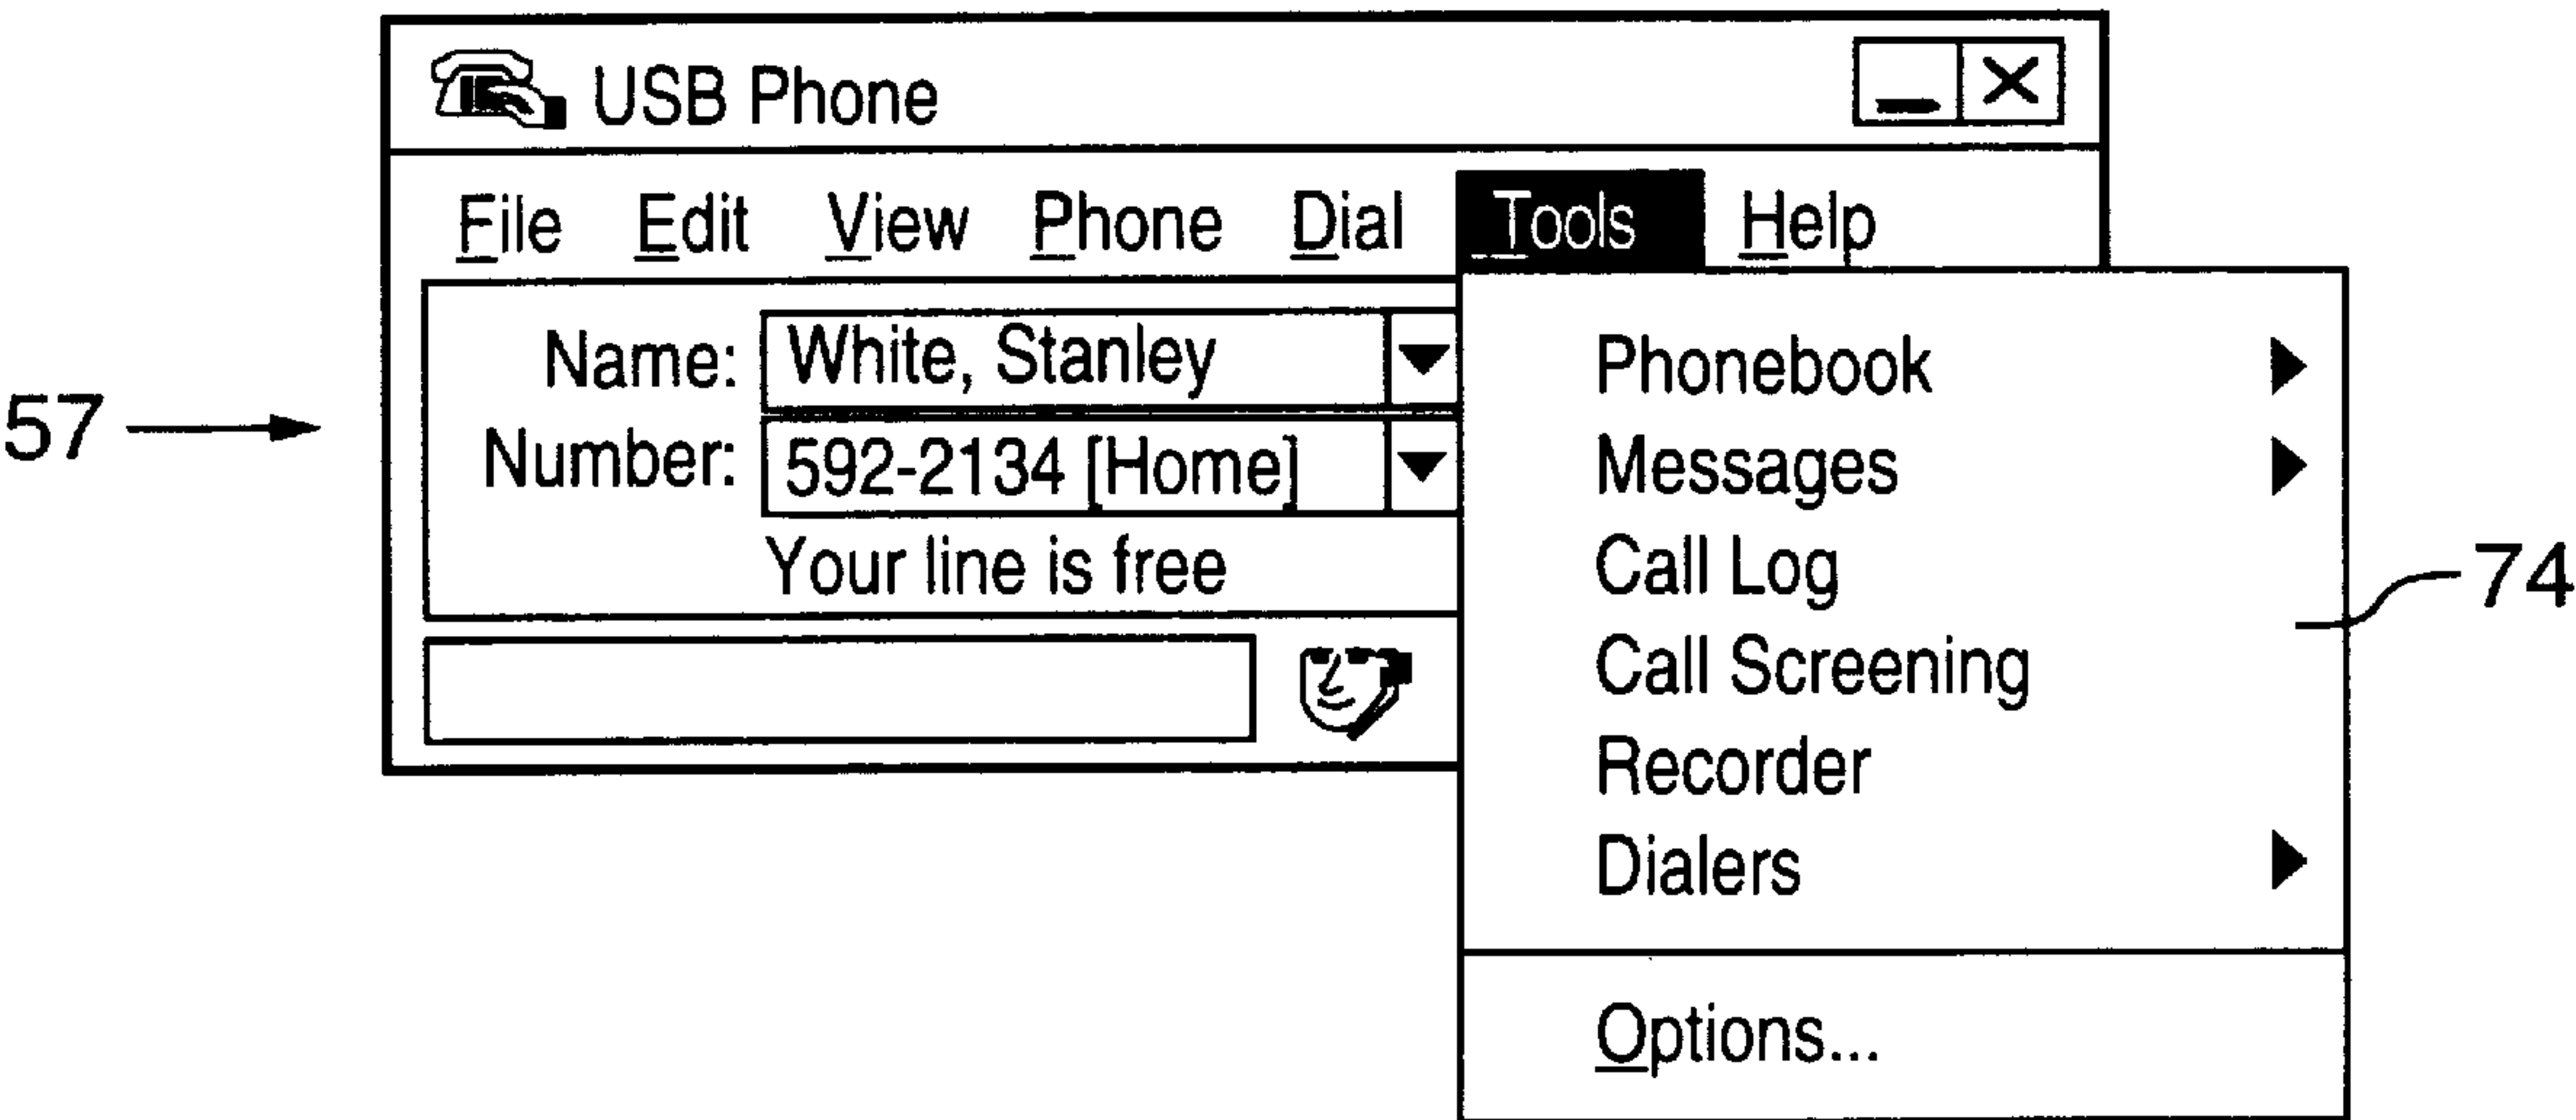 USB Phone
File Edit View Phone Dial Tools Help
Name: White, Stanley
Number: 592-2134 [Home]
Your line is free
Phonebook
Messages
Call Log
Call Screening
Recorder
Dialers
Options...
57
74